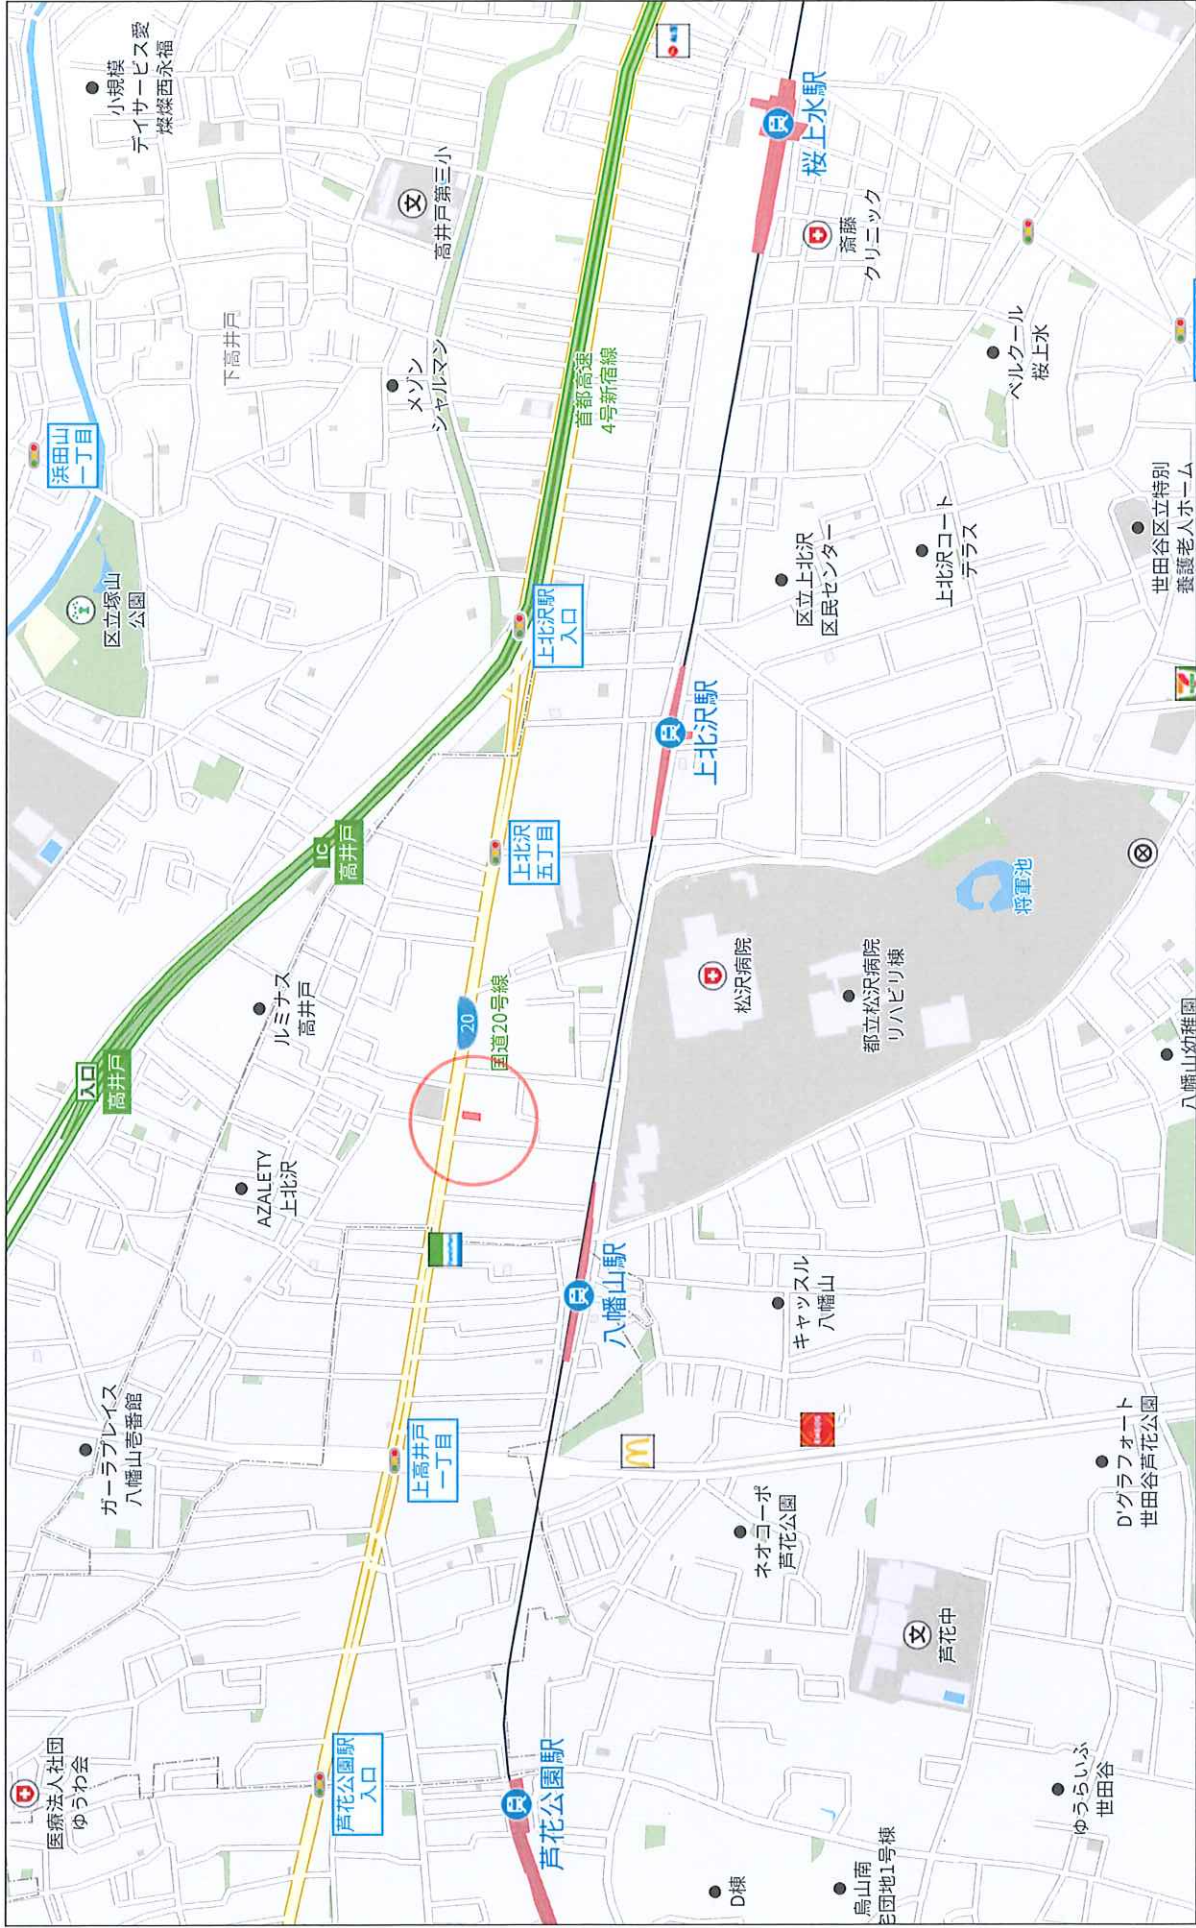 医療法人社団
ゆうわ会
芦花公園駅
入口
芦花公園駅
D棟
烏山南
宅団地1号棟
ゆうらいふ
世田谷
ガーラプレイス
八幡山壱番館
上高井戸
一丁目
ネオコーポ
芦花公園
芦花中
D'グラフォート
世田谷芦花公園
入口
高井戸
AZALETY
上北沢
ルミナス
高井戸
八幡山駅
キャッスル
八幡山
20
国道20号線
松沢病院
都立松沢病院
リハビリ棟
八幡山幼稚園
将軍池
IC
高井戸
上北沢
五丁目
上北沢駅
上北沢駅
入口
区立塚山
公園
浜田山
一丁目
区立上北沢
区民センター
上北沢コート
テラス
世田谷区立特別
養護老人ホーム
メゾン
シャルマン
下高井戸
首都高速
4号新宿線
ベルクール
桜上水
高井戸第三小
斎藤
クリニック
桜上水駅
小規模
デイサービス愛
燦燦西永福